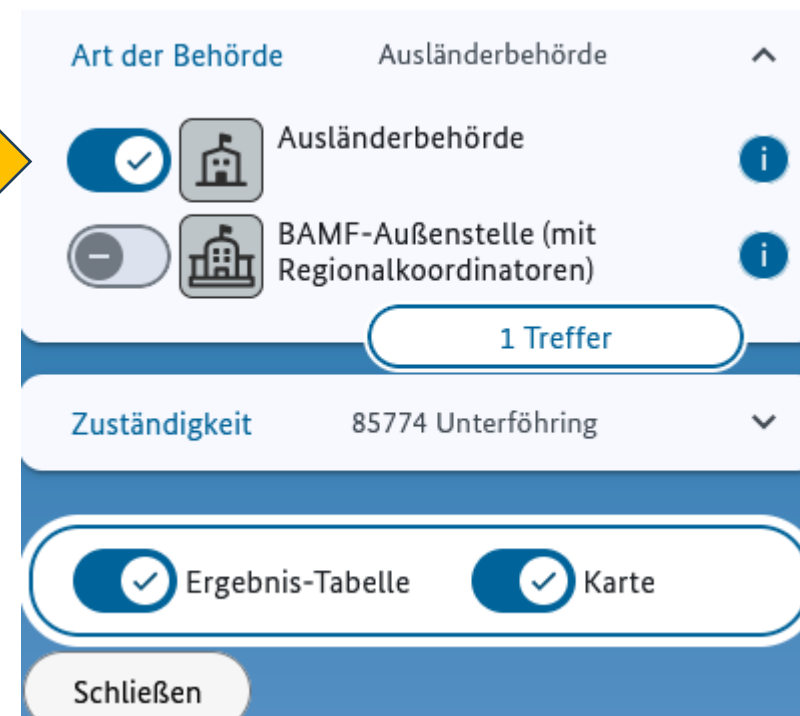 Art der Behörde Ausländerbehörde
Ausländerbehörde
BAMF-Außenstelle (mit
Regionalkoordinatoren)
1 Treffer
Zuständigkeit 85774 Unterföhring
Ergebnis-Tabelle Karte
Schließen